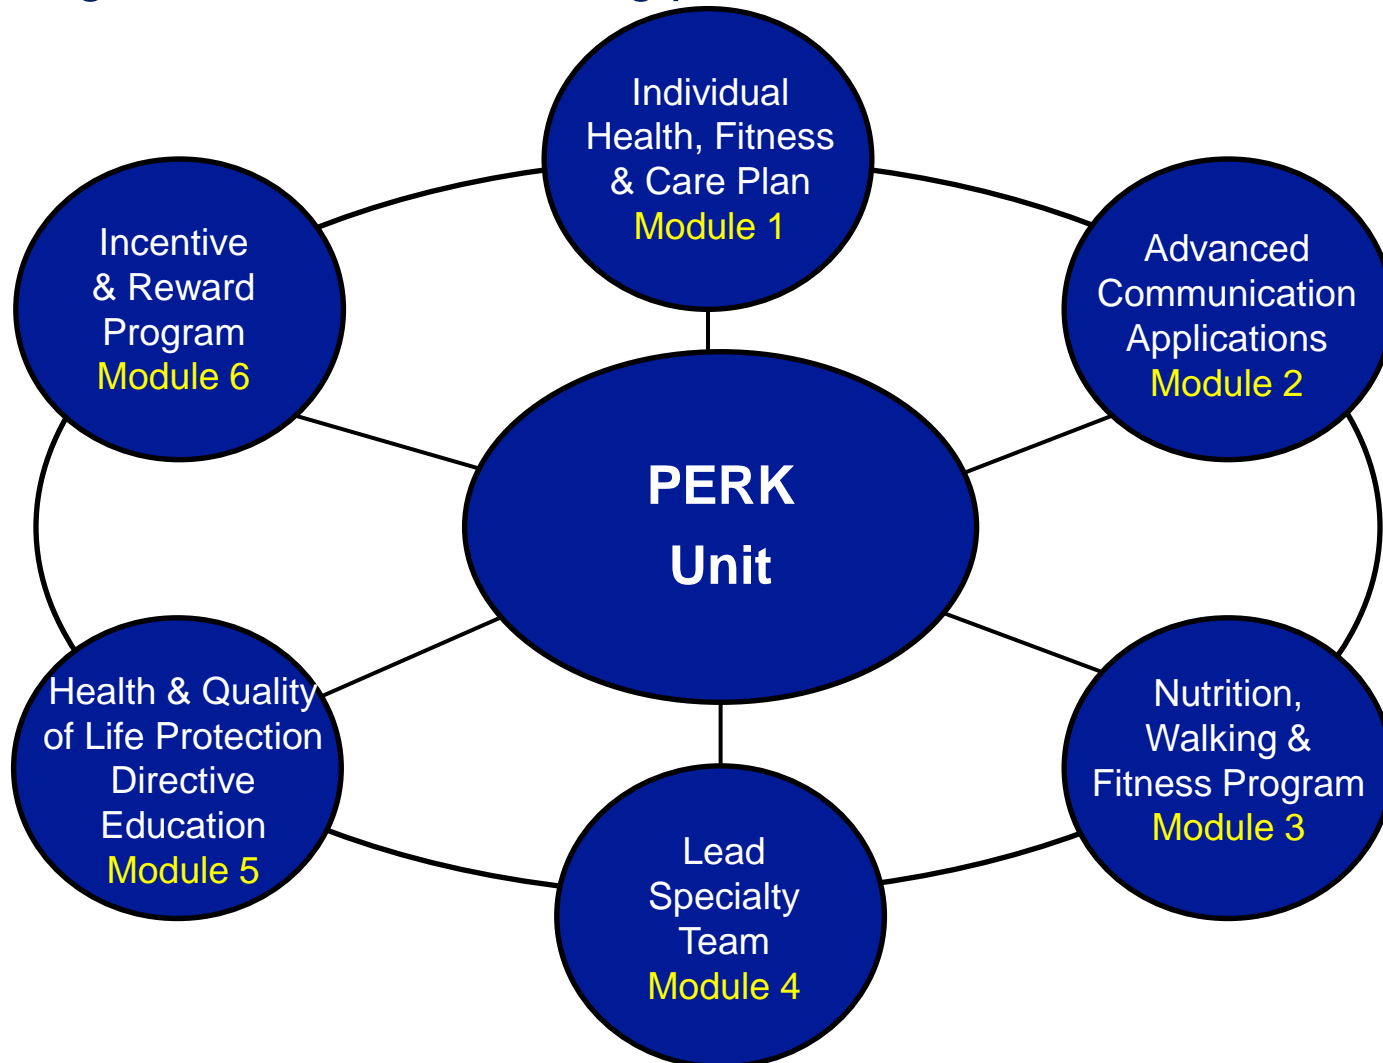 Individual
Health, Fitness
& Care Plan
Module 1
Advanced
Communication
Applications
Module 2
Nutrition,
Walking &
Fitness Program
Module 3
Lead
Specialty
Team
Module 4
Health & Quality
of Life Protection
Directive
Education
Module 5
Incentive
& Reward
Program
Module 6
PERK
Unit